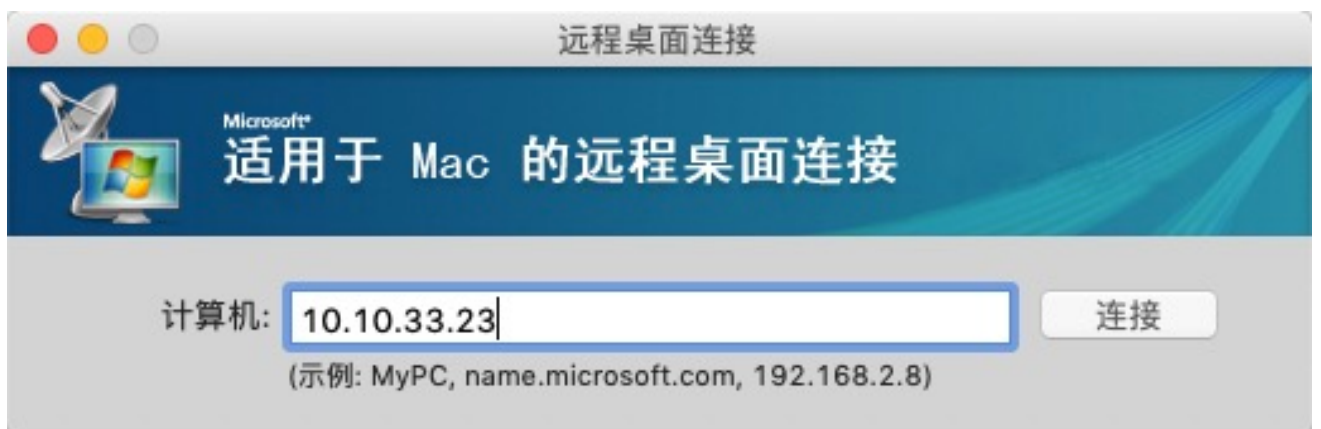 远程桌面连接
Microsoft®
适用于 Mac 的远程桌面连接
计算机: 10.10.33.23 连接
(示例: MyPC, name.microsoft.com, 192.168.2.8)